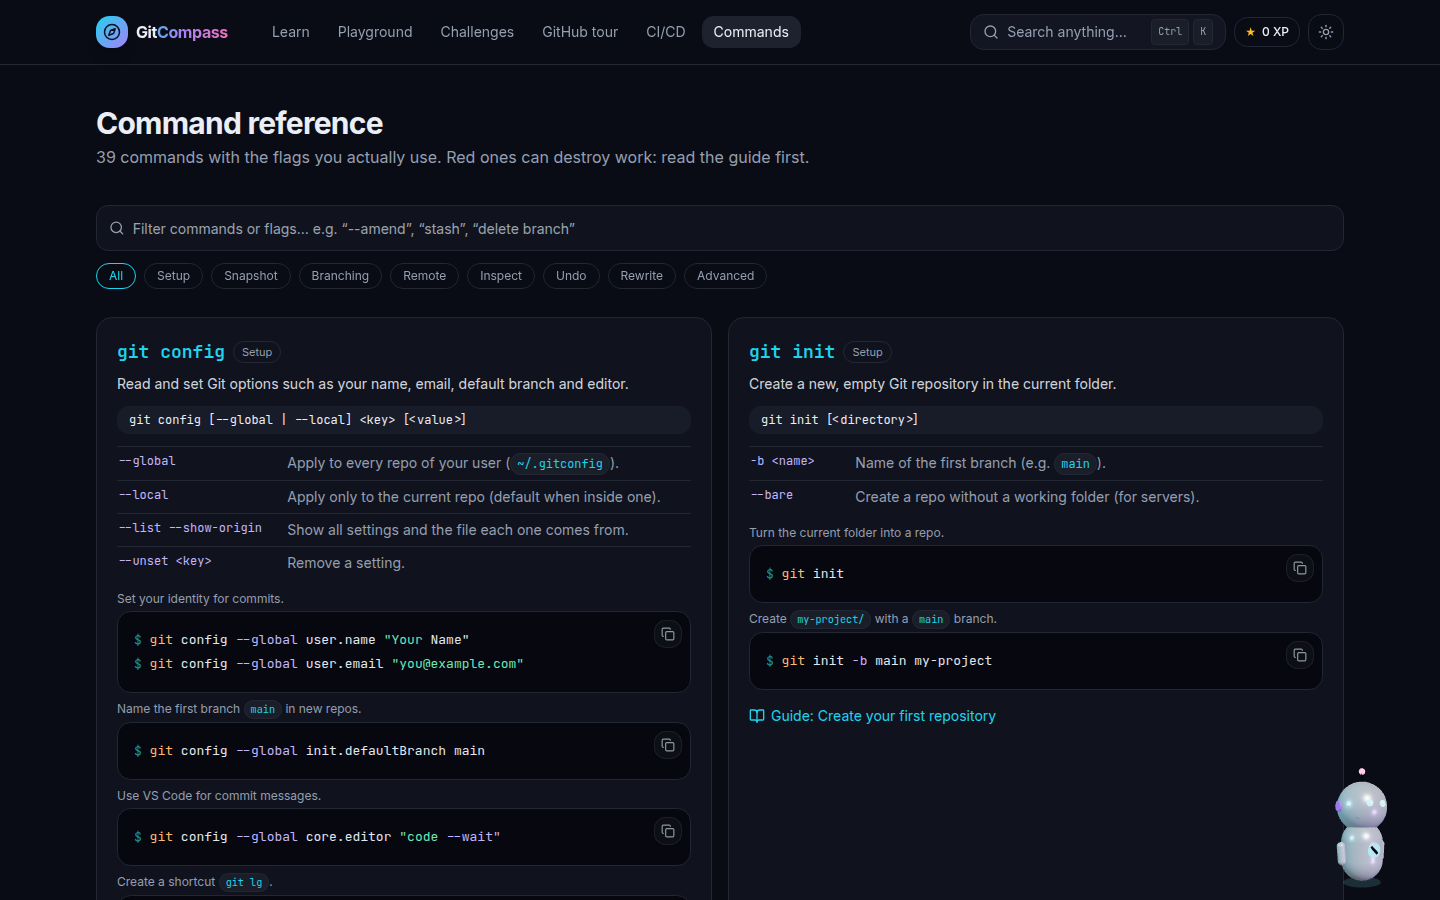 GitCompass
Learn
Playground
Challenges
GitHub tour
CI/CD
Commands
Search anything...
Ctrl
K
★ 0 XP
Command reference
39 commands with the flags you actually use. Red ones can destroy work: read the guide first.
Filter commands or flags... e.g. “--amend”, “stash”, “delete branch”
All
Setup
Snapshot
Branching
Remote
Inspect
Undo
Rewrite
Advanced
git config Setup
Read and set Git options such as your name, email, default branch and editor.
git config [--global | --local] <key> [<value>]
--global Apply to every repo of your user (~/.gitconfig).
--local Apply only to the current repo (default when inside one).
--list --show-origin Show all settings and the file each one comes from.
--unset <key> Remove a setting.
Set your identity for commits.
$ git config --global user.name "Your Name"
$ git config --global user.email "you@example.com"
Name the first branch main in new repos.
$ git config --global init.defaultBranch main
Use VS Code for commit messages.
$ git config --global core.editor "code --wait"
Create a shortcut git lg.
git init Setup
Create a new, empty Git repository in the current folder.
git init [<directory>]
-b <name> Name of the first branch (e.g. main).
--bare Create a repo without a working folder (for servers).
Turn the current folder into a repo.
$ git init
Create my-project/ with a main branch.
$ git init -b main my-project
Guide: Create your first repository